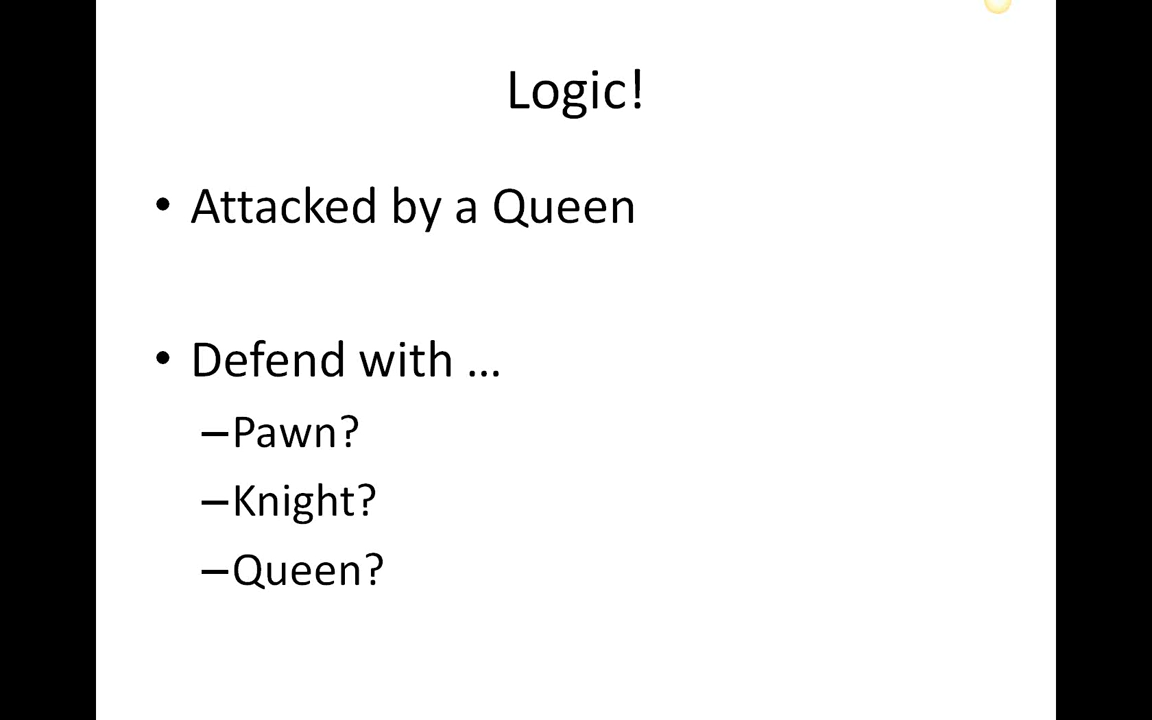 Logic!
• Attacked by a Queen
• Defend with ...
–Pawn?
–Knight?
–Queen?